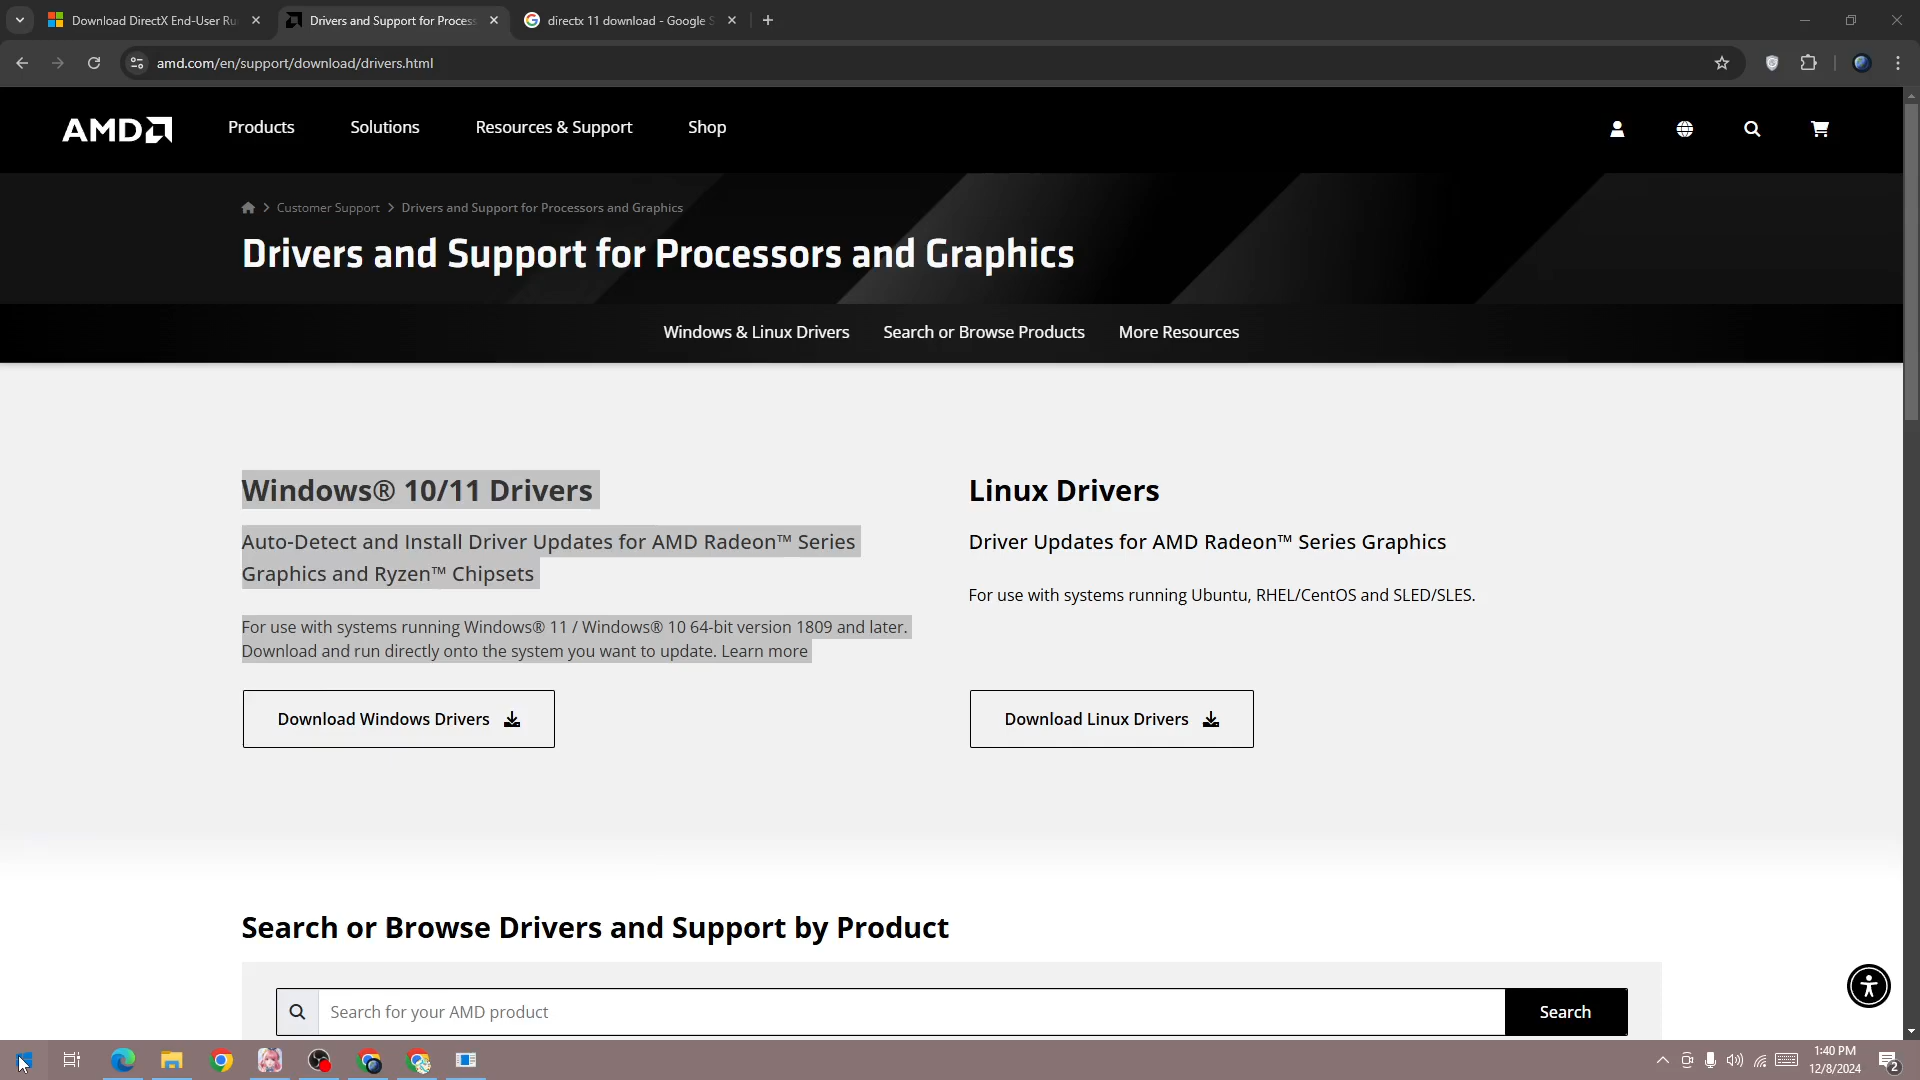 Download DirectX End-User Ru
Drivers and Support for Process
directx 11 download - Google S
amd.com/en/support/download/drivers.html
AMD
Products
Solutions
Resources & Support
Shop
Customer Support
Drivers and Support for Processors and Graphics
Drivers and Support for Processors and Graphics
Windows & Linux Drivers
Search or Browse Products
More Resources
Windows® 10/11 Drivers
Auto-Detect and Install Driver Updates for AMD Radeon™ Series
Graphics and Ryzen™ Chipsets
For use with systems running Windows® 11 / Windows® 10 64-bit version 1809 and later.
Download and run directly onto the system you want to update. Learn more
Download Windows Drivers
Linux Drivers
Driver Updates for AMD Radeon™ Series Graphics
For use with systems running Ubuntu, RHEL/CentOS and SLED/SLES.
Download Linux Drivers
Search or Browse Drivers and Support by Product
Search for your AMD product
Search
1:40 PM
12/8/2024
2